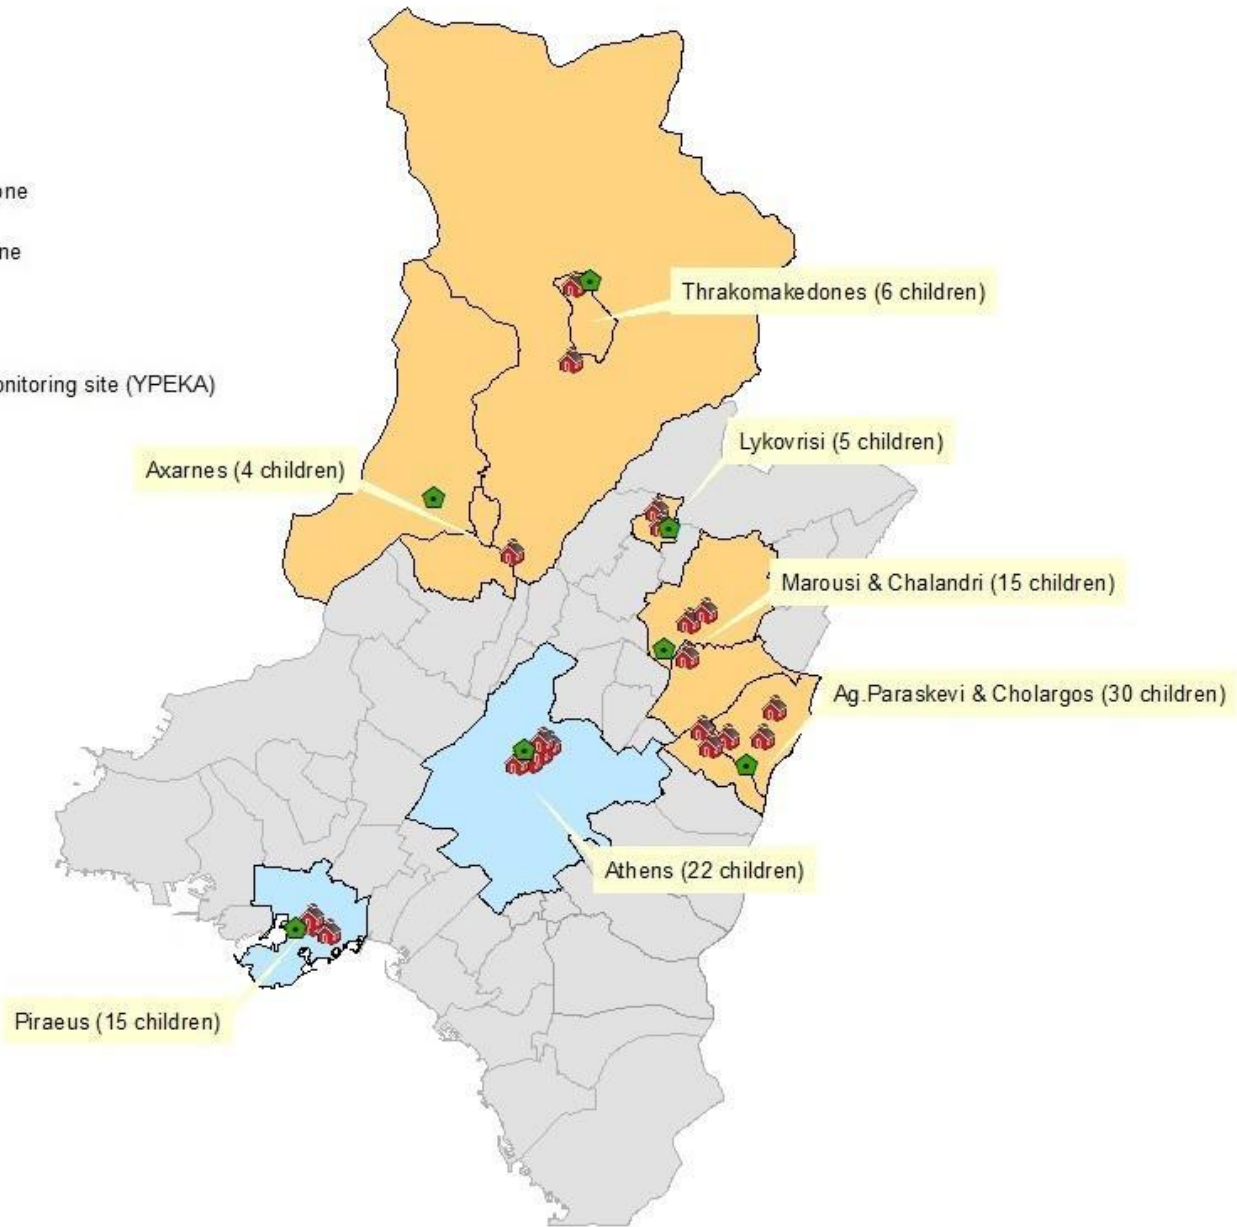 one
ne
onitoring site (YPEKA)
Thrakomakedones (6 children)
Lykovrisi (5 children)
Axarnes (4 children)
Marousi & Chalandri (15 children)
Ag.Paraskevi & Cholargos (30 children)
Athens (22 children)
Piraeus (15 children)